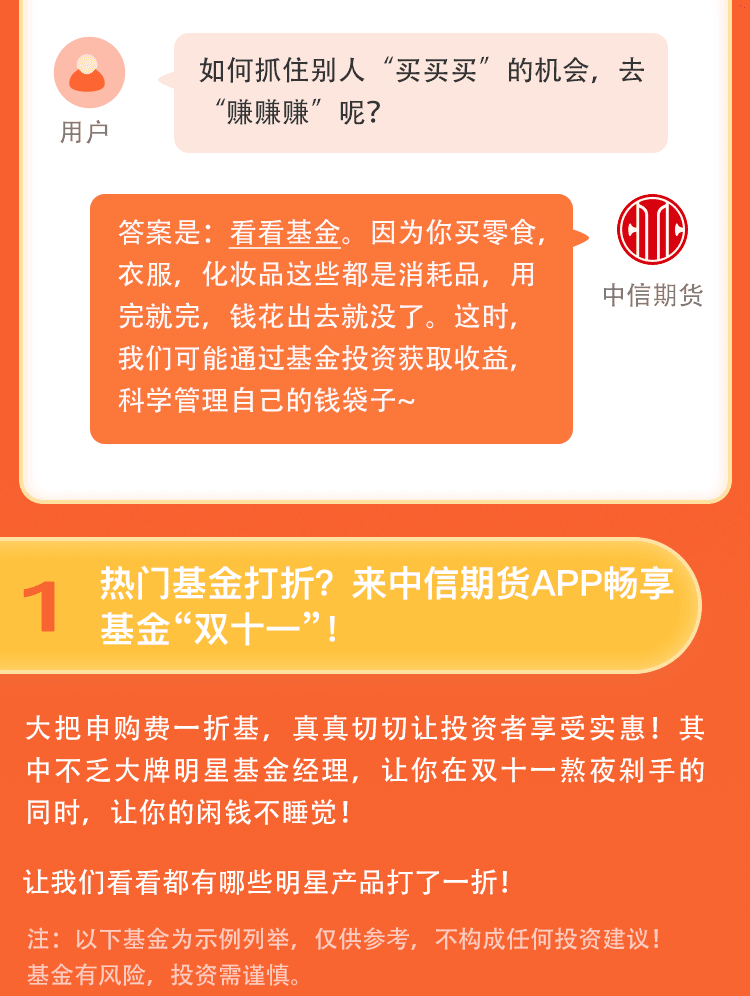 如何抓住别人“买买买”的机会，去
“赚赚赚”呢？
用户
答案是：看看基金。因为你买零食，
衣服，化妆品这些都是消耗品，用
完就完，钱花出去就没了。这时，
我们可能通过基金投资获取收益，
科学管理自己的钱袋子~
中信期货
1
热门基金打折？来中信期货APP畅享
基金“双十一”！
大把申购费一折基，真真切切让投资者享受实惠！其
中不乏大牌明星基金经理，让你在双十一熬夜剁手的
同时，让你的闲钱不睡觉！
让我们看看都有哪些明星产品打了一折！
注：以下基金为示例列举，仅供参考，不构成任何投资建议！
基金有风险，投资需谨慎。